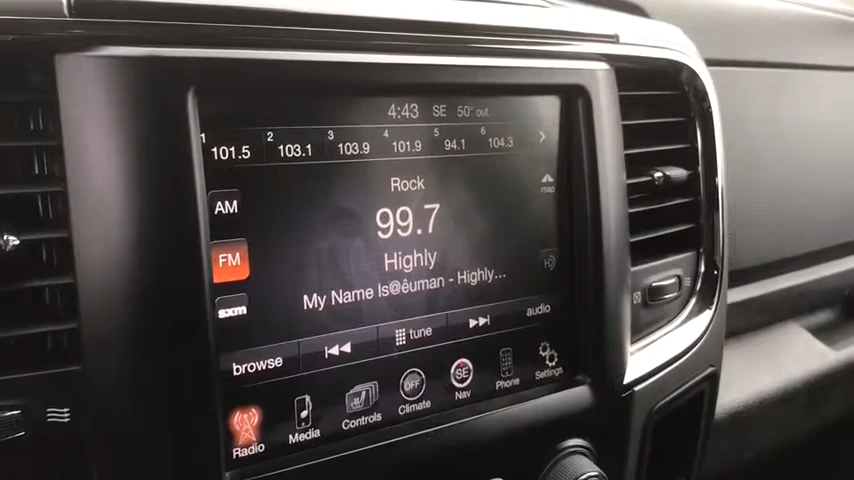 4:43 SE 50° out
1 101.5 2 103.1 3 103.9 4 101.9 5 94.1 6 104.3
Rock
map
AM
99.7
FM
Highly
HD
My Name Is@êuman - Highly...
sxm
browse
tune
audio
Radio
Media
Controls
OFF
Climate
SE
Nav
Phone
Settings